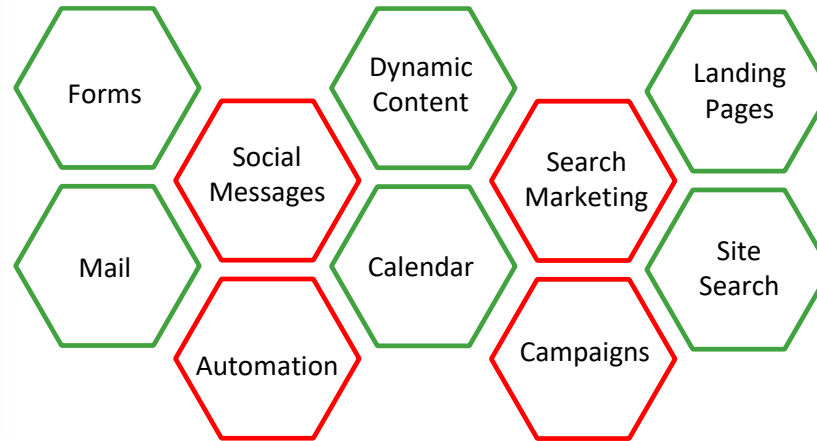 Forms
Dynamic
Content
Landing
Pages
Social
Messages
Search
Marketing
Mail
Calendar
Site
Search
Automation
Campaigns